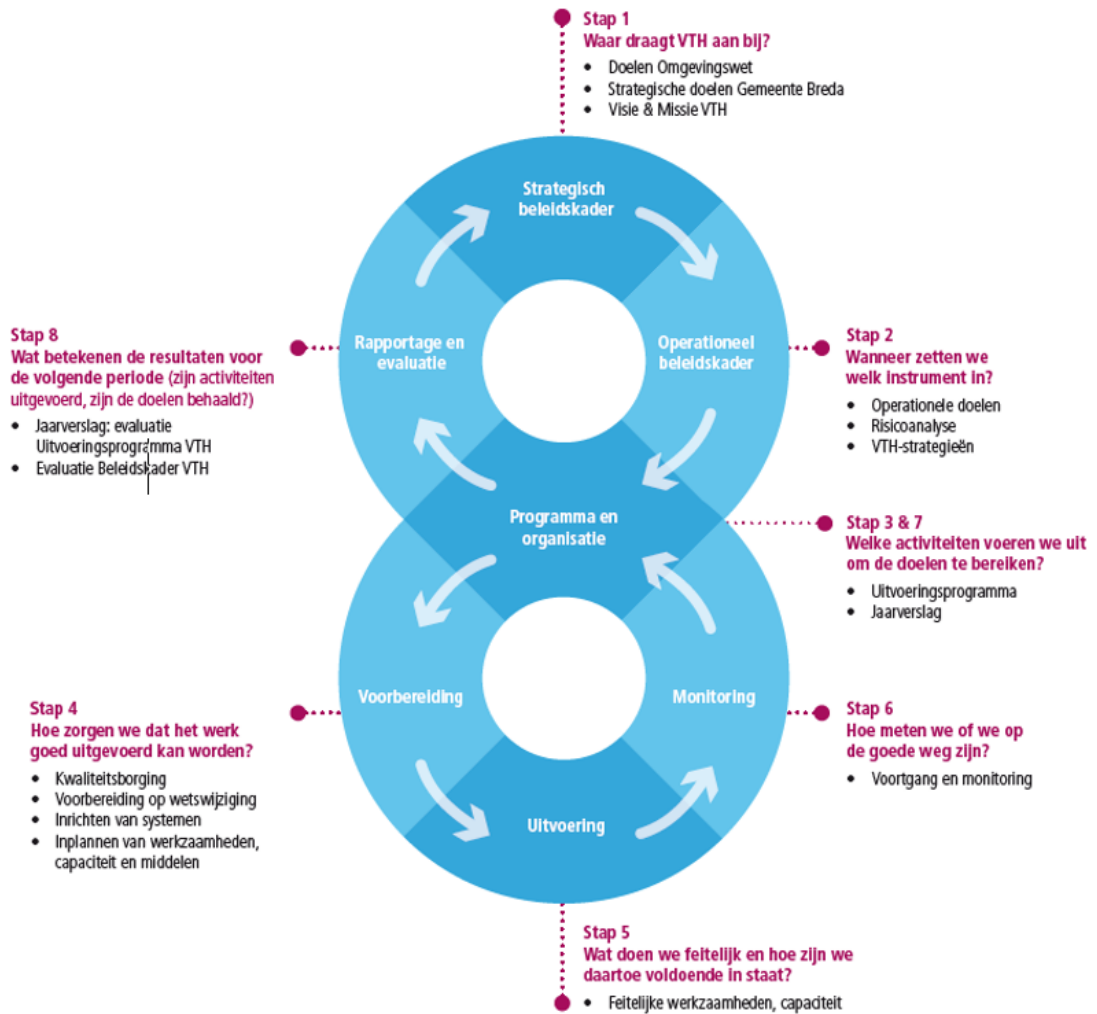 Stap 1
Waar draagt VTH aan bij?
• Doelen Omgevingswet
• Strategische doelen Gemeente Breda
• Visie & Missie VTH
Strategisch
beleidskader
Stap 8
Wat betekenen de resultaten voor
de volgende periode (zijn activiteiten
uitgevoerd, zijn de doelen behaald?)
• Jaarverslag: evaluatie
Uitvoeringsprogramma VTH
• Evaluatie Beleidskader VTH
Rapportage en
evaluatie
Operationeel
beleidskader
Stap 2
Wanneer zetten we
welk instrument in?
• Operationele doelen
• Risicoanalyse
• VTH-strategieën
Programma en
organisatie
Stap 3 & 7
Welke activiteiten voeren we uit
om de doelen te bereiken?
• Uitvoeringsprogramma
• Jaarverslag
Stap 4
Hoe zorgen we dat het werk
goed uitgevoerd kan worden?
• Kwaliteitsborging
• Voorbereiding op wetswijziging
• Inrichten van systemen
• Inplannen van werkzaamheden,
capaciteit en middelen
Voorbereiding
Monitoring
Stap 6
Hoe meten we of we op
de goede weg zijn?
• Voortgang en monitoring
Uitvoering
Stap 5
Wat doen we feitelijk en hoe zijn we
daartoe voldoende in staat?
• Feitelijke werkzaamheden, capaciteit